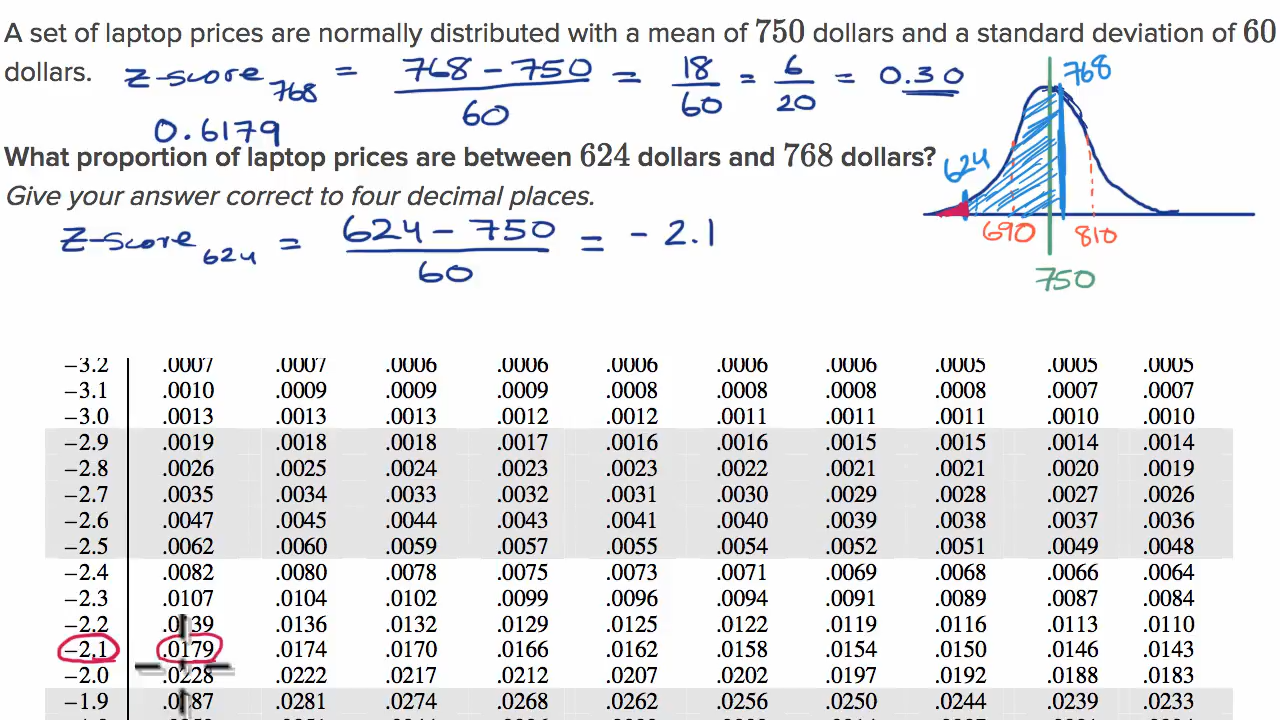 A set of laptop prices are normally distributed with a mean of 750 dollars and a standard deviation of 60
dollars. z-score 768 = 768 - 750 / 60 = 18/60 = 6/20 = 0.30
768
0.6179
What proportion of laptop prices are between 624 dollars and 768 dollars?
624
Give your answer correct to four decimal places.
z-score 624 = 624 - 750 / 60 = - 2.1
690 810
750
−3.2 .0007 .0007 .0006 .0006 .0006 .0006 .0006 .0005 .0005 .0005
−3.1 .0010 .0009 .0009 .0009 .0008 .0008 .0008 .0008 .0007 .0007
−3.0 .0013 .0013 .0013 .0012 .0012 .0011 .0011 .0011 .0010 .0010
−2.9 .0019 .0018 .0018 .0017 .0016 .0016 .0015 .0015 .0014 .0014
−2.8 .0026 .0025 .0024 .0023 .0023 .0022 .0021 .0021 .0020 .0019
−2.7 .0035 .0034 .0033 .0032 .0031 .0030 .0029 .0028 .0027 .0026
−2.6 .0047 .0045 .0044 .0043 .0041 .0040 .0039 .0038 .0037 .0036
−2.5 .0062 .0060 .0059 .0057 .0055 .0054 .0052 .0051 .0049 .0048
−2.4 .0082 .0080 .0078 .0075 .0073 .0071 .0069 .0068 .0066 .0064
−2.3 .0107 .0104 .0102 .0099 .0096 .0094 .0091 .0089 .0087 .0084
−2.2 .0139 .0136 .0132 .0129 .0125 .0122 .0119 .0116 .0113 .0110
−2.1 .0179 .0174 .0170 .0166 .0162 .0158 .0154 .0150 .0146 .0143
−2.0 .0228 .0222 .0217 .0212 .0207 .0202 .0197 .0192 .0188 .0183
−1.9 .0287 .0281 .0274 .0268 .0262 .0256 .0250 .0244 .0239 .0233